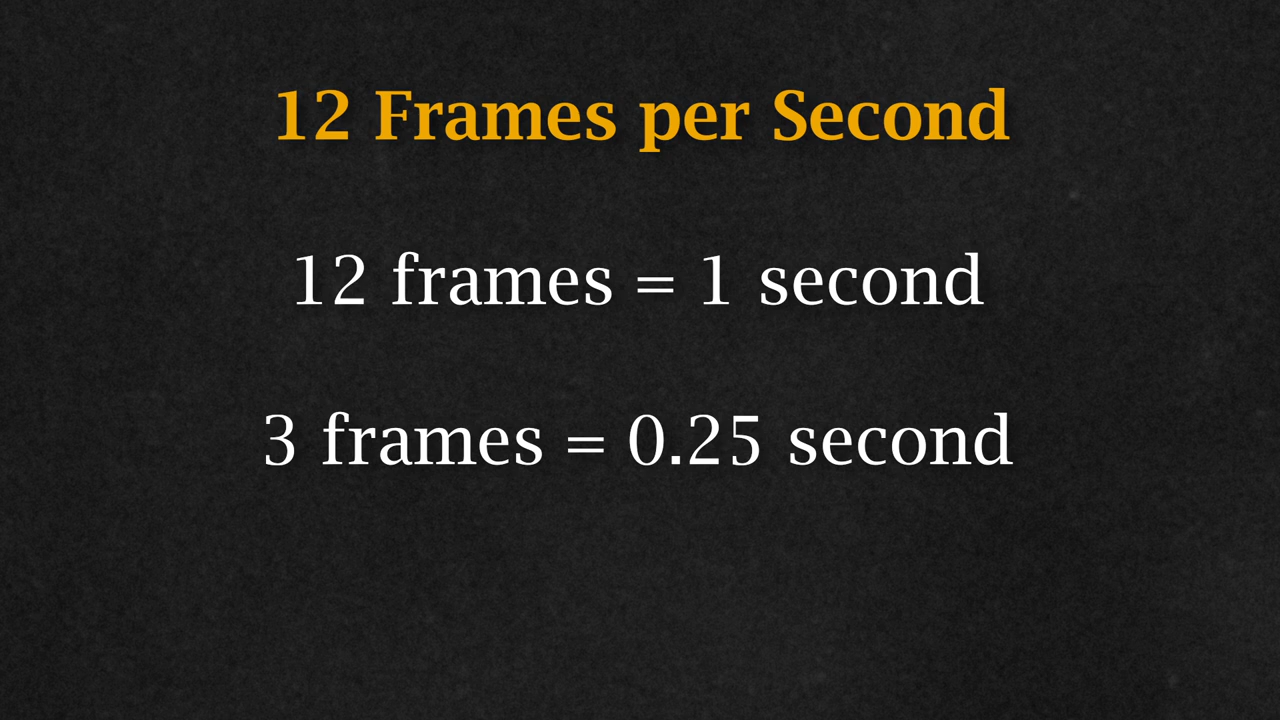 12 Frames per Second
12 frames = 1 second
3 frames = 0.25 second